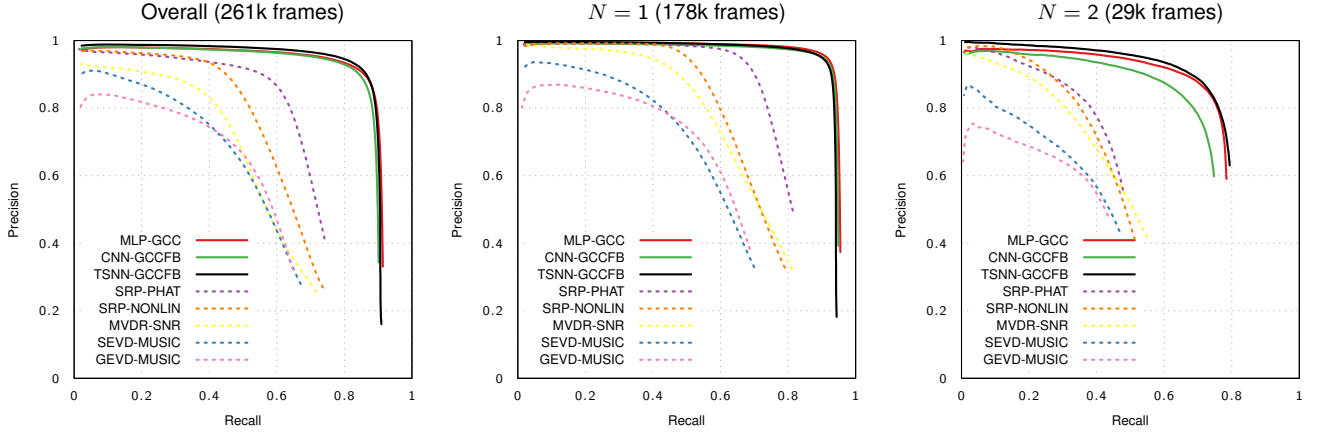 Overall (261k frames)
1
0.8
0.6
0.4
0.2
0
Precision
MLP-GCC
CNN-GCCFB
TSNN-GCCFB
SRP-PHAT
SRP-NONLIN
MVDR-SNR
SEVD-MUSIC
GEVD-MUSIC
0 0.2 0.4 0.6 0.8 1
Recall
N = 1 (178k frames)
1
0.8
0.6
0.4
0.2
0
Precision
MLP-GCC
CNN-GCCFB
TSNN-GCCFB
SRP-PHAT
SRP-NONLIN
MVDR-SNR
SEVD-MUSIC
GEVD-MUSIC
0 0.2 0.4 0.6 0.8 1
Recall
N = 2 (29k frames)
1
0.8
0.6
0.4
0.2
0
Precision
MLP-GCC
CNN-GCCFB
TSNN-GCCFB
SRP-PHAT
SRP-NONLIN
MVDR-SNR
SEVD-MUSIC
GEVD-MUSIC
0 0.2 0.4 0.6 0.8 1
Recall